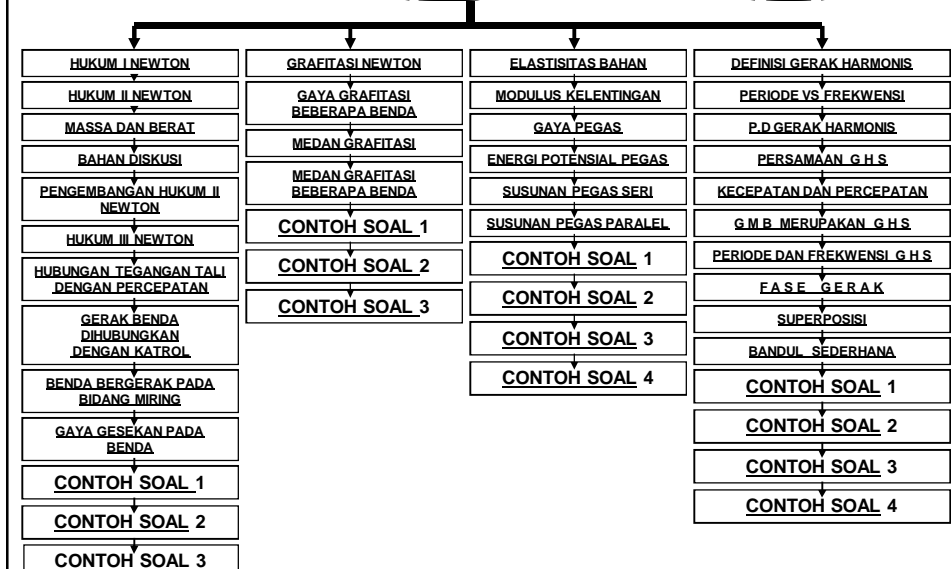 HUKUM I NEWTON
HUKUM II NEWTON
MASSA DAN BERAT
BAHAN DISKUSI
PENGEMBANGAN HUKUM II
NEWTON
HUKUM III NEWTON
HUBUNGAN TEGANGAN TALI
DENGAN PERCEPATAN
GERAK BENDA
DIHUBUNGKAN
DENGAN KATROL
BENDA BERGERAK PADA
BIDANG MIRING
GAYA GESEKAN PADA
BENDA
CONTOH SOAL 1
CONTOH SOAL 2
CONTOH SOAL 3
GRAFITASI NEWTON
GAYA GRAFITASI
BEBERAPA BENDA
MEDAN GRAFITASI
MEDAN GRAFITASI
BEBERAPA BENDA
CONTOH SOAL 1
CONTOH SOAL 2
CONTOH SOAL 3
ELASTISITAS BAHAN
MODULUS KELENTINGAN
GAYA PEGAS
ENERGI POTENSIAL PEGAS
SUSUNAN PEGAS SERI
SUSUNAN PEGAS PARALEL
CONTOH SOAL 1
CONTOH SOAL 2
CONTOH SOAL 3
CONTOH SOAL 4
DEFINISI GERAK HARMONIS
PERIODE VS FREKWENSI
P.D GERAK HARMONIS
PERSAMAAN G H S
KECEPATAN DAN PERCEPATAN
G M B MERUPAKAN G H S
PERIODE DAN FREKWENSI G H S
F A S E G E R A K
SUPERPOSISI
BANDUL SEDERHANA
CONTOH SOAL 1
CONTOH SOAL 2
CONTOH SOAL 3
CONTOH SOAL 4